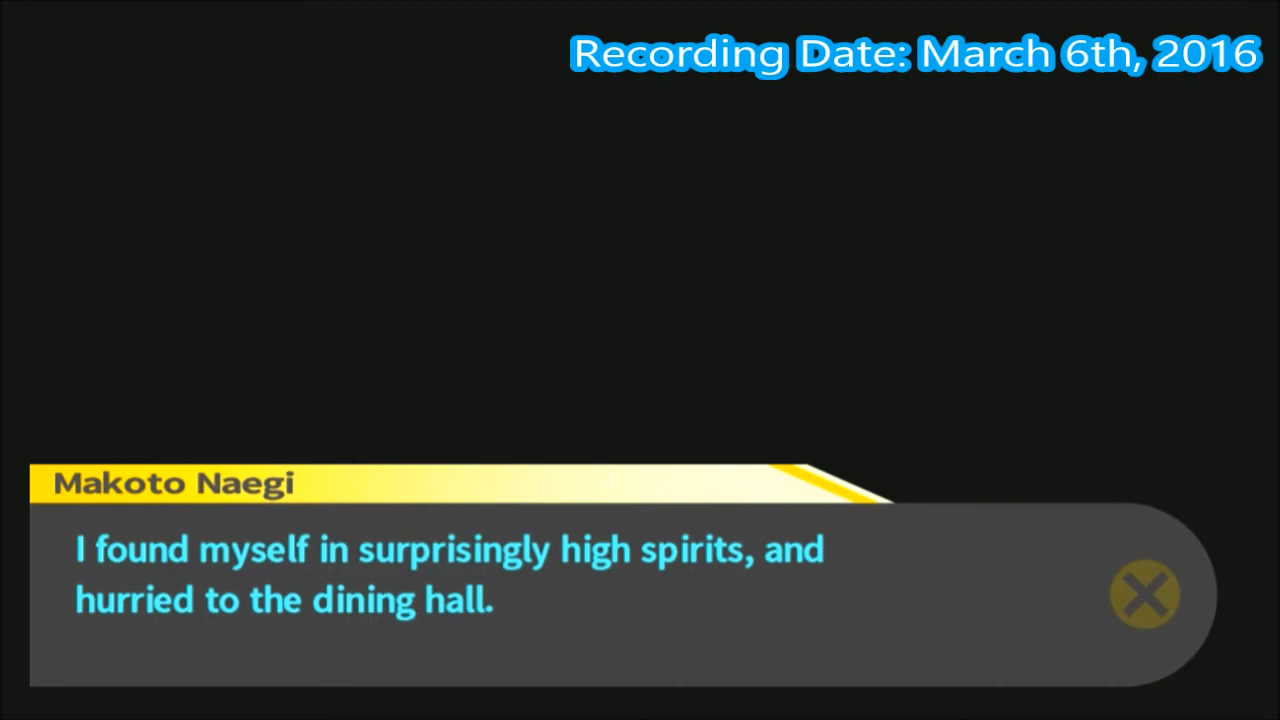 Recording Date: March 6th, 2016
Makoto Naegi
I found myself in surprisingly high spirits, and
hurried to the dining hall.